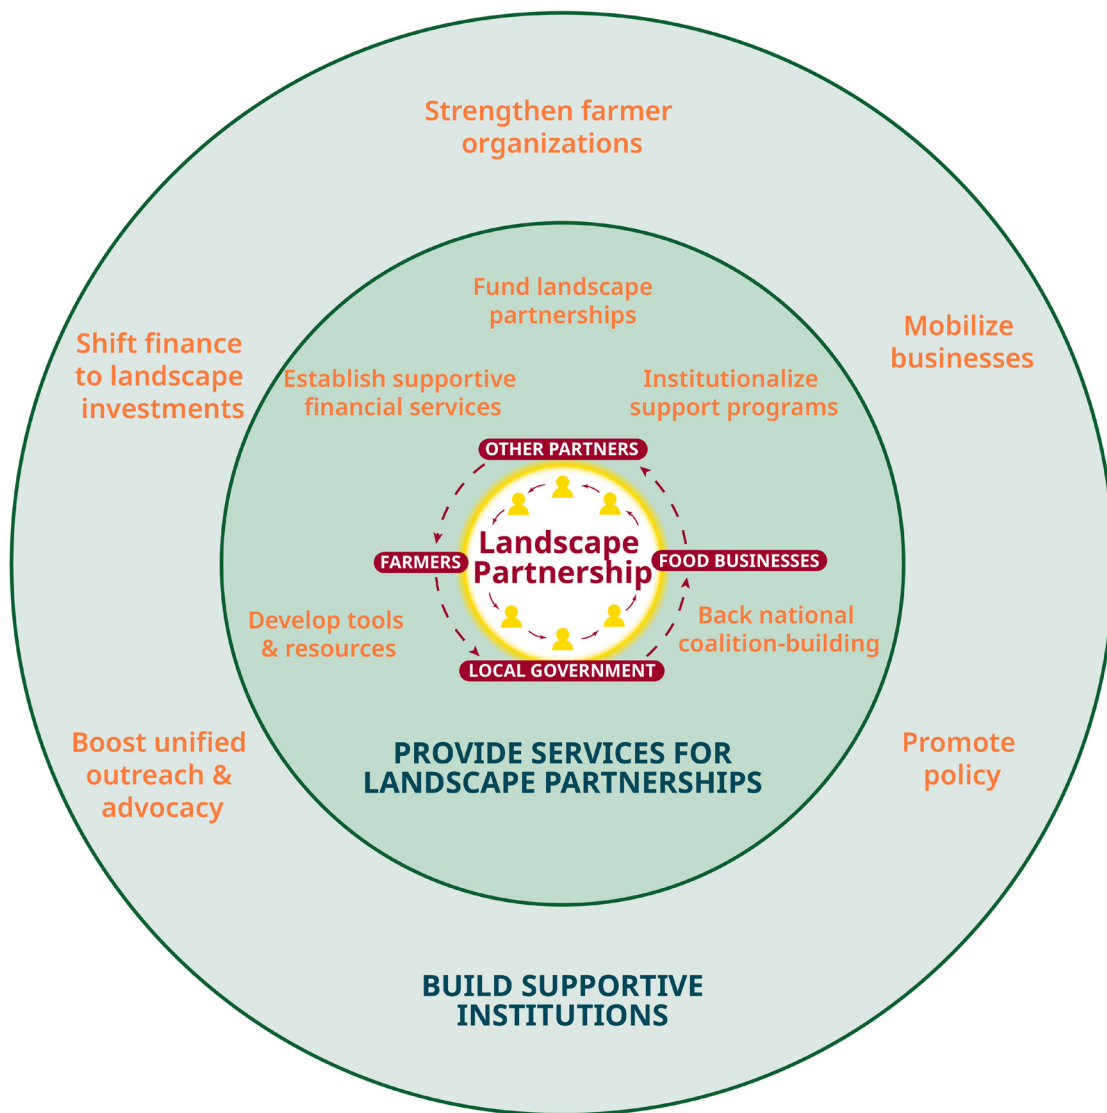 Strengthen farmer
organizations
Fund landscape
partnerships
Mobilize
businesses
Shift finance
to landscape
investments
Establish supportive
financial services
Institutionalize
support programs
OTHER PARTNERS
Landscape
Partnership
FARMERS
FOOD BUSINESSES
Develop tools
& resources
Back national
coalition-building
LOCAL GOVERNMENT
PROVIDE SERVICES FOR
LANDSCAPE PARTNERSHIPS
Boost unified
outreach &
advocacy
Promote
policy
BUILD SUPPORTIVE
INSTITUTIONS